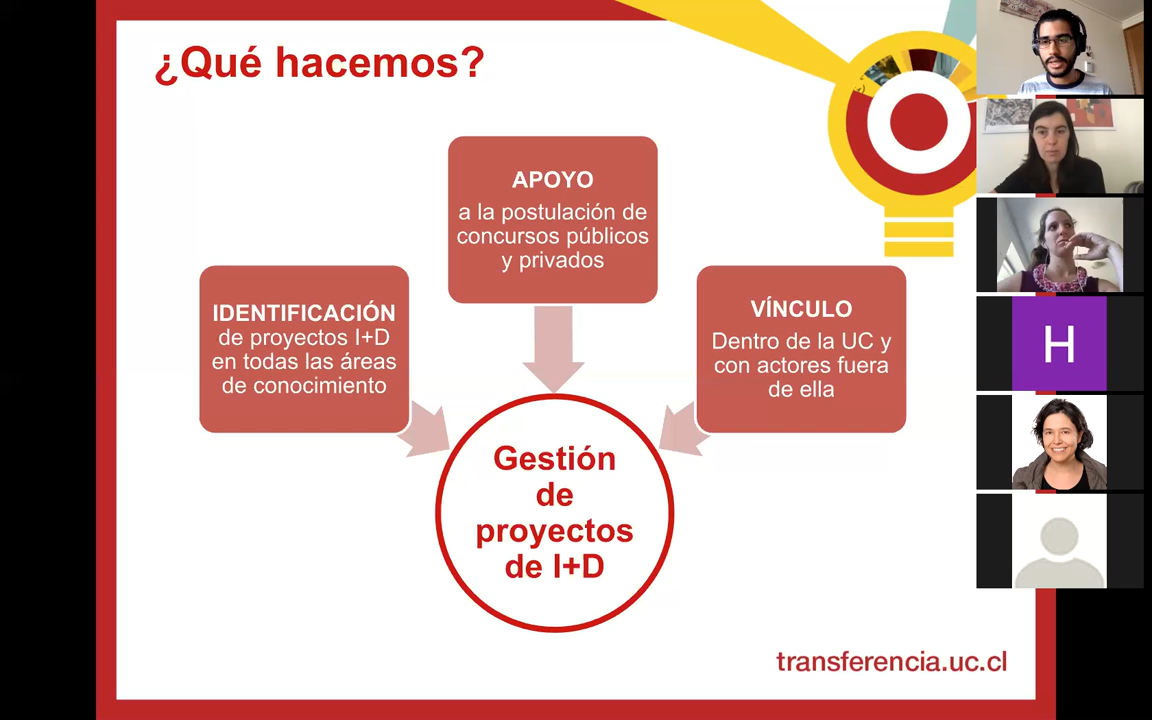 ¿Qué hacemos?
APOYO
a la postulación de
concursos públicos
y privados
IDENTIFICACIÓN
de proyectos I+D
en todas las áreas
de conocimiento
VÍNCULO
Dentro de la UC y
con actores fuera
de ella
Gestión
de
proyectos
de I+D
H
transferencia.uc.cl